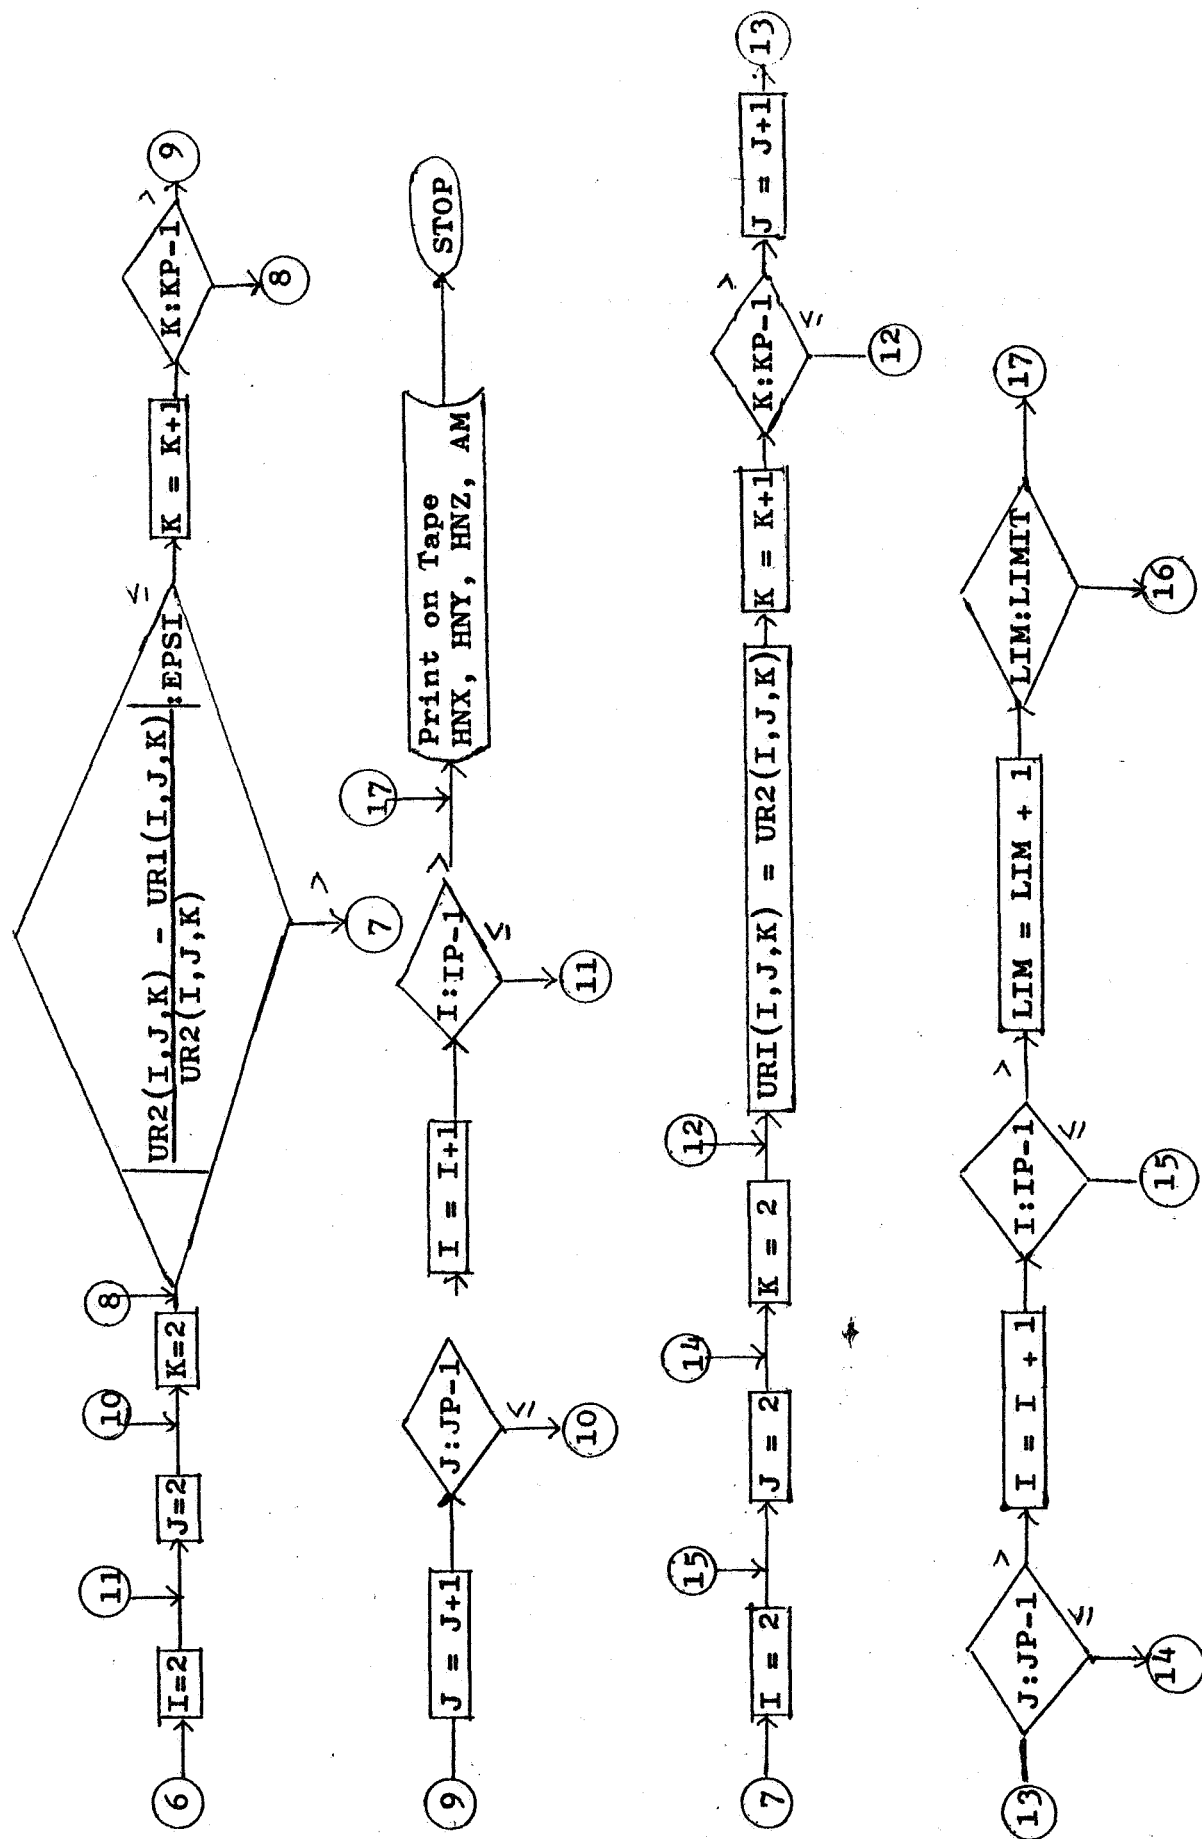 6
I=2
11
J=2
10
K=2
8
UR2(I,J,K) - UR1(I,J,K)
UR2(I,J,K)
:EPSI
≤
>
7
K = K+1
K:KP-1
>
9
8
9
J = J+1
J:JP-1
≤
10
I = I+1
I:IP-1
>
≤
11
17
Print on Tape
HNX, HNY, HNZ, AM
STOP
7
I = 2
15
J = 2
14
K = 2
12
UR1(I,J,K) = UR2(I,J,K)
K = K+1
K:KP-1
>
≤
12
J = J+1
13
13
J:JP-1
>
≤
14
I = I + 1
I:IP-1
>
≤
15
LIM = LIM + 1
LIM:LIMIT
16
17